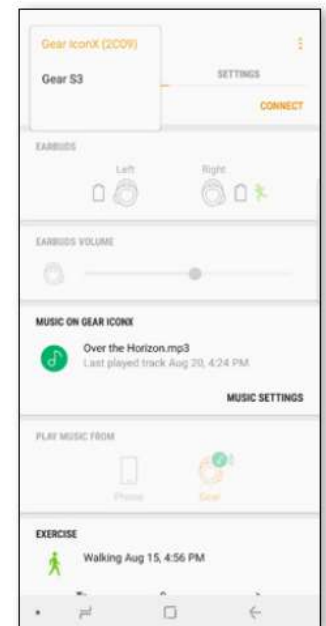 Gear IconX (2C09)
Gear S3
SETTINGS
CONNECT
EARBUDS
Left
Right
EARBUDS VOLUME
MUSIC ON GEAR ICONX
Over the Horizon.mp3
Last played track Aug 20, 4:24 PM
MUSIC SETTINGS
PLAY MUSIC FROM
Phone
Gear
EXERCISE
Walking Aug 15, 4:56 PM